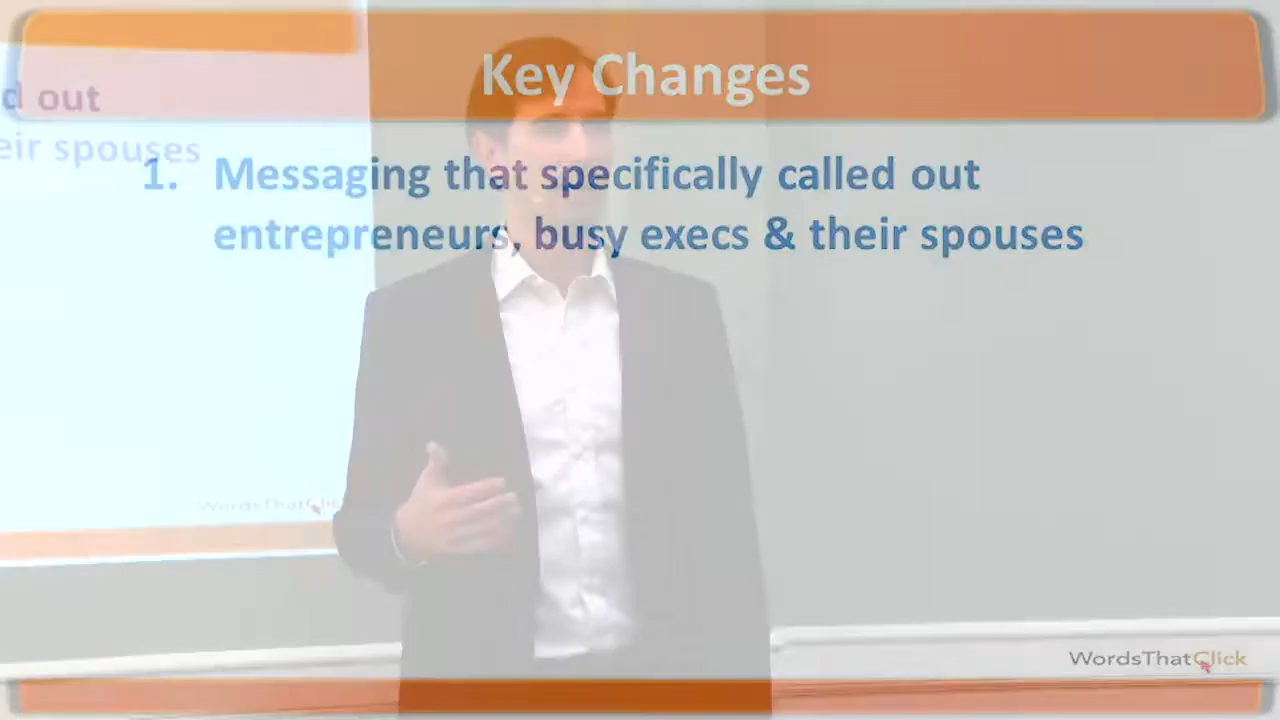 Key Changes
1. Messaging that specifically called out
entrepreneurs, busy execs & their spouses
d out
eir spouses
WordsThatClick
WordsThatClick